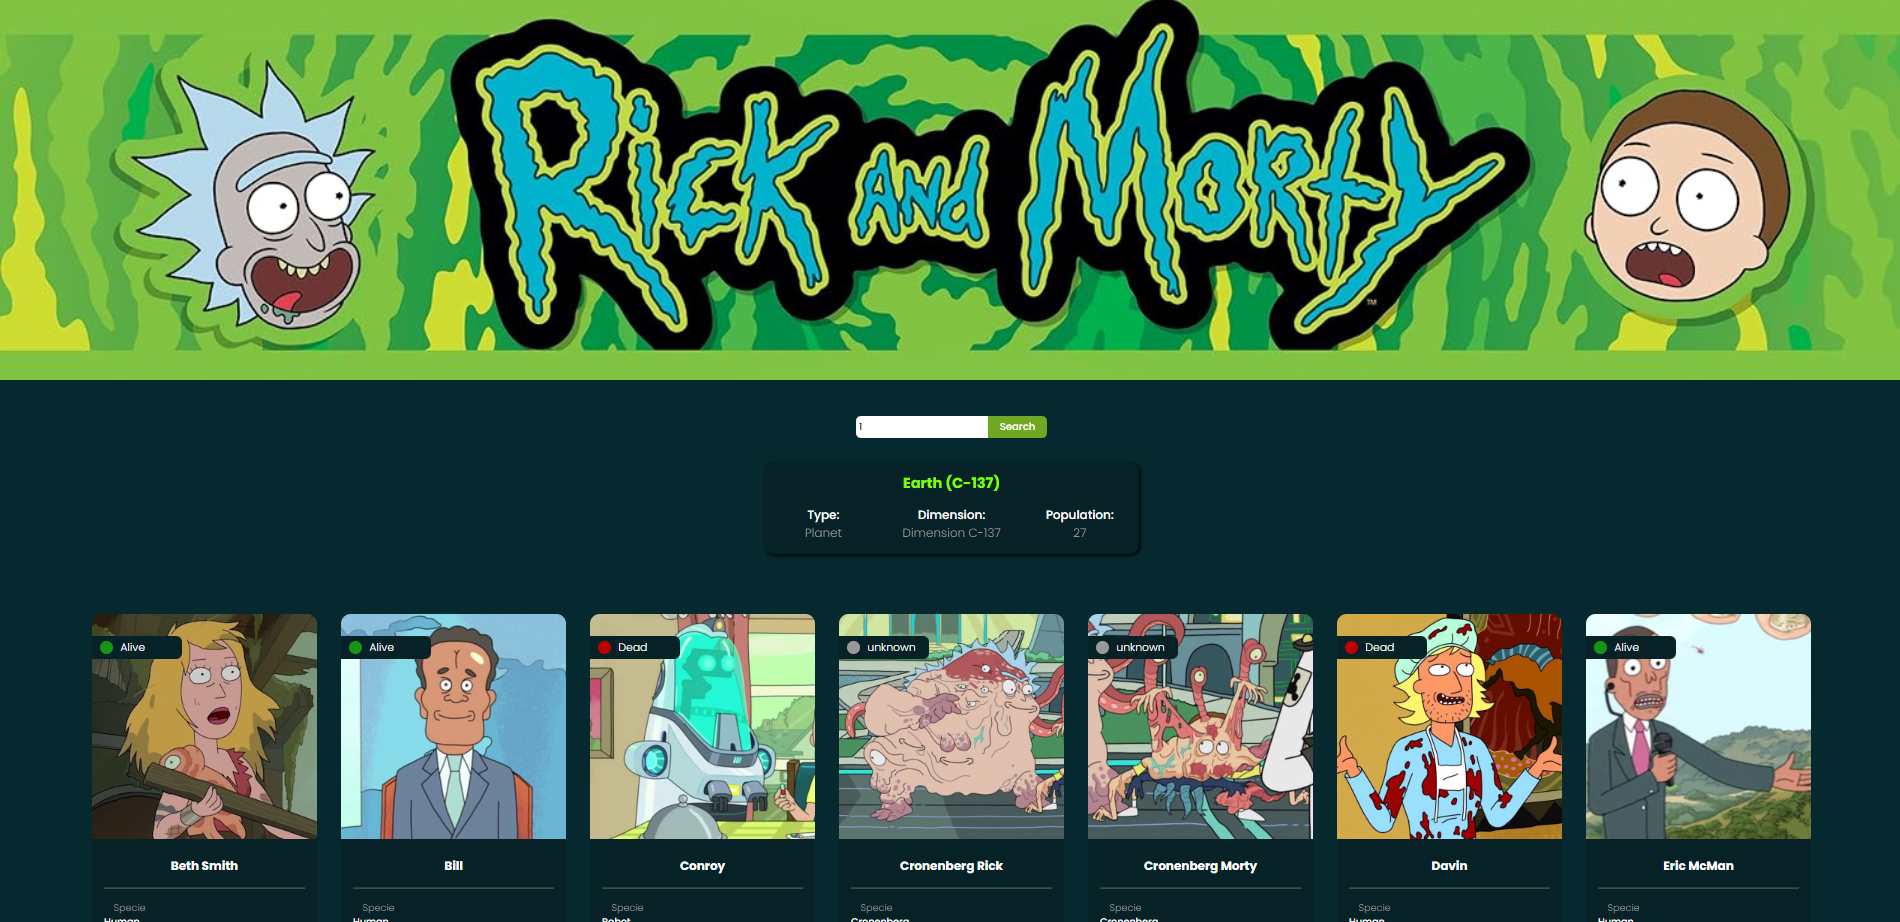 Rick and Morty
TM
1 Search
Earth (C-137)
Type: Dimension: Population:
Planet Dimension C-137 27
Alive Alive Dead unknown unknown Dead Alive
Beth Smith Bill Conroy Cronenberg Rick Cronenberg Morty Davin Eric McMan
Specie Specie Specie Specie Specie Specie Specie
Human Human Robot Cronenberg Cronenberg Human Human